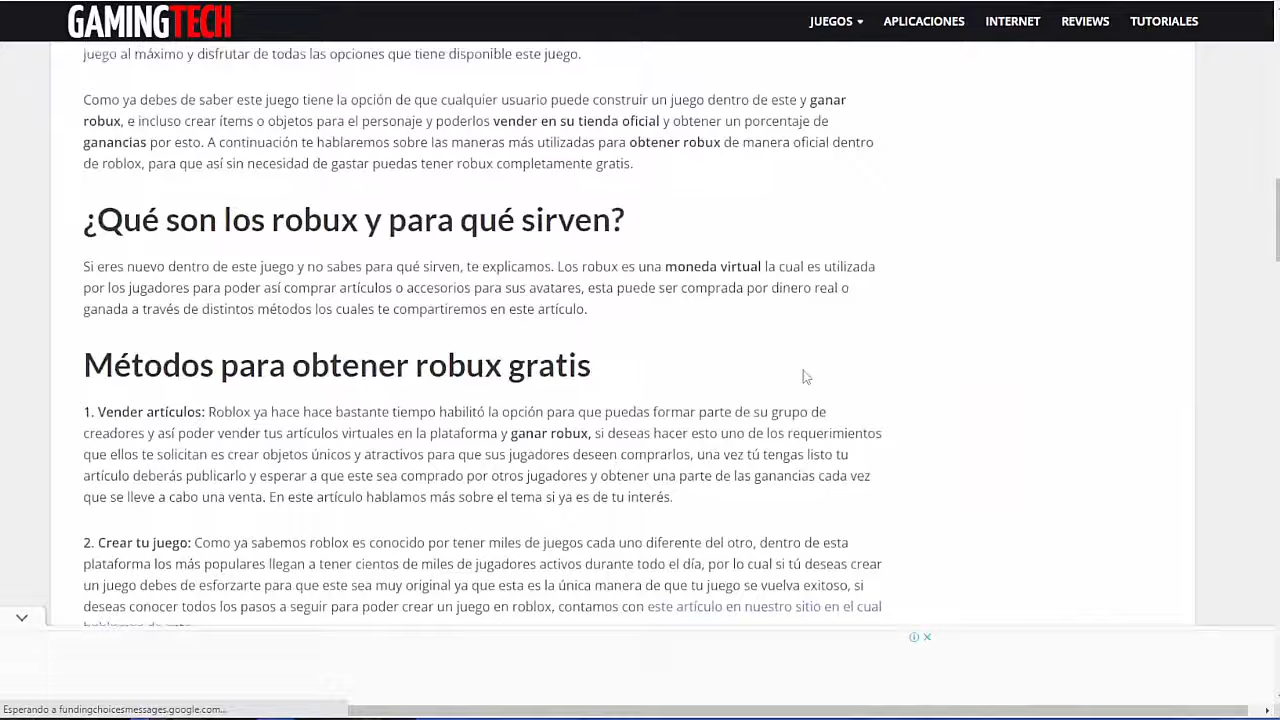 GAMINGTECH
JUEGOS
APLICACIONES
INTERNET
REVIEWS
TUTORIALES
juego al máximo y disfrutar de todas las opciones que tiene disponible este juego.
Como ya debes de saber este juego tiene la opción de que cualquier usuario puede construir un juego dentro de este y ganar
robux, e incluso crear ítems o objetos para el personaje y poderlos vender en su tienda oficial y obtener un porcentaje de
ganancias por esto. A continuación te hablaremos sobre las maneras más utilizadas para obtener robux de manera oficial dentro
de roblox, para que así sin necesidad de gastar puedas tener robux completamente gratis.
¿Qué son los robux y para qué sirven?
Si eres nuevo dentro de este juego y no sabes para qué sirven, te explicamos. Los robux es una moneda virtual la cual es utilizada
por los jugadores para poder así comprar artículos o accesorios para sus avatares, esta puede ser comprada por dinero real o
ganada a través de distintos métodos los cuales te compartiremos en este artículo.
Métodos para obtener robux gratis
1. Vender artículos: Roblox ya hace hace bastante tiempo habilitó la opción para que puedas formar parte de su grupo de
creadores y así poder vender tus artículos virtuales en la plataforma y ganar robux, si deseas hacer esto uno de los requerimientos
que ellos te solicitan es crear objetos únicos y atractivos para que sus jugadores deseen comprarlos, una vez tú tengas listo tu
artículo deberás publicarlo y esperar a que este sea comprado por otros jugadores y obtener una parte de las ganancias cada vez
que se lleve a cabo una venta. En este artículo hablamos más sobre el tema si ya es de tu interés.
2. Crear tu juego: Como ya sabemos roblox es conocido por tener miles de juegos cada uno diferente del otro, dentro de esta
plataforma los más populares llegan a tener cientos de miles de jugadores activos durante todo el día, por lo cual si tú deseas crear
un juego debes de esforzarte para que este sea muy original ya que esta es la única manera de que tu juego se vuelva exitoso, si
deseas conocer todos los pasos a seguir para poder crear un juego en roblox, contamos con este artículo en nuestro sitio en el cual
Esperando a fundingchoicesmessages.google.com...